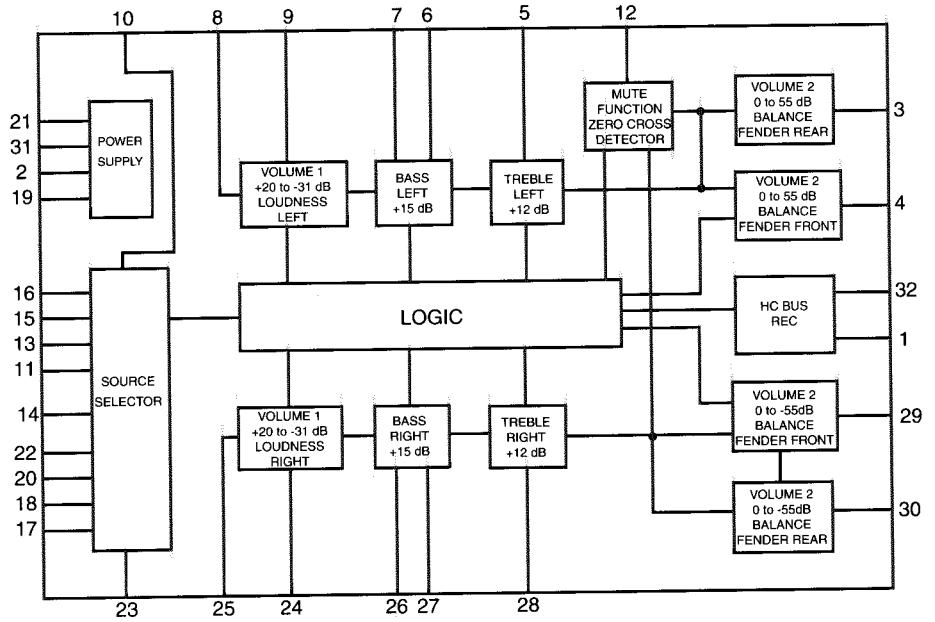 10
8
9
7
6
5
12
21
31
2
19
POWER
SUPPLY
VOLUME 1
+20 to -31 dB
LOUDNESS
LEFT
BASS
LEFT
+15 dB
TREBLE
LEFT
+12 dB
MUTE
FUNCTION
ZERO CROSS
DETECTOR
VOLUME 2
0 to 55 dB
BALANCE
FENDER REAR
3
VOLUME 2
0 to 55 dB
BALANCE
FENDER FRONT
4
16
15
13
11
14
22
20
18
17
SOURCE
SELECTOR
LOGIC
HC BUS
REC
32
1
VOLUME 1
+20 to -31 dB
LOUDNESS
RIGHT
BASS
RIGHT
+15 dB
TREBLE
RIGHT
+12 dB
VOLUME 2
0 to -55dB
BALANCE
FENDER FRONT
29
VOLUME 2
0 to -55dB
BALANCE
FENDER REAR
30
23
25
24
26
27
28